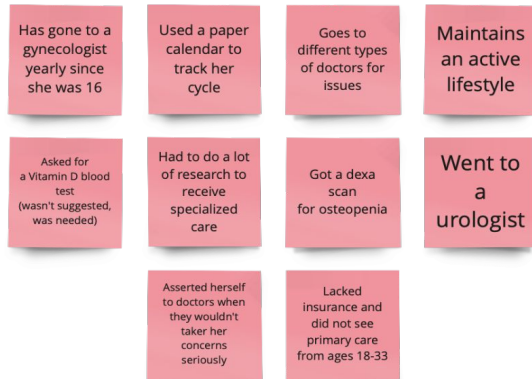 Has gone to a
gynecologist
yearly since
she was 16
Used a paper
calendar to
track her
cycle
Goes to
different types
of doctors for
issues
Maintains
an active
lifestyle
Asked for
a Vitamin D blood
test
(wasn't suggested,
was needed)
Had to do a lot
of research to
receive
specialized
care
Got a dexa
scan
for osteopenia
Went to
a
urologist
Asserted herself
to doctors when
they wouldn't
taker her
concerns
seriously
Lacked
insurance and
did not see
primary care
from ages 18-33